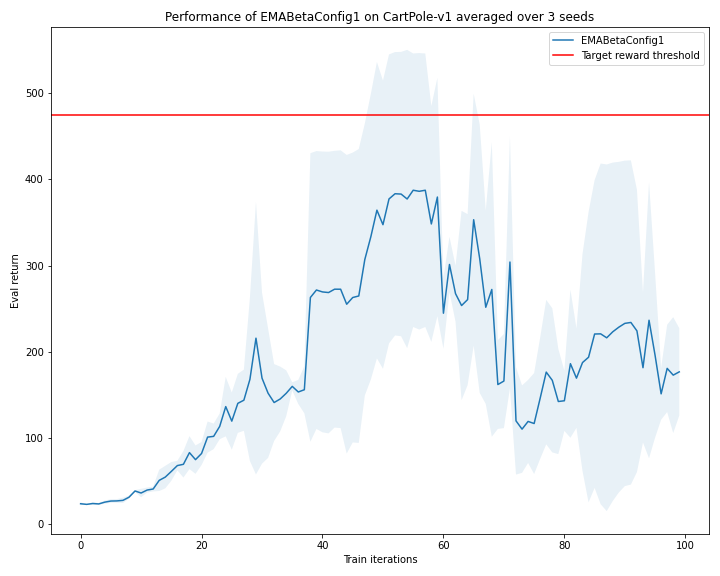 Performance of EMABetaConfig1 on CartPole-v1 averaged over 3 seeds
EMABetaConfig1
Target reward threshold
Eval return
500
400
300
200
100
0
0 20 40 60 80 100
Train iterations